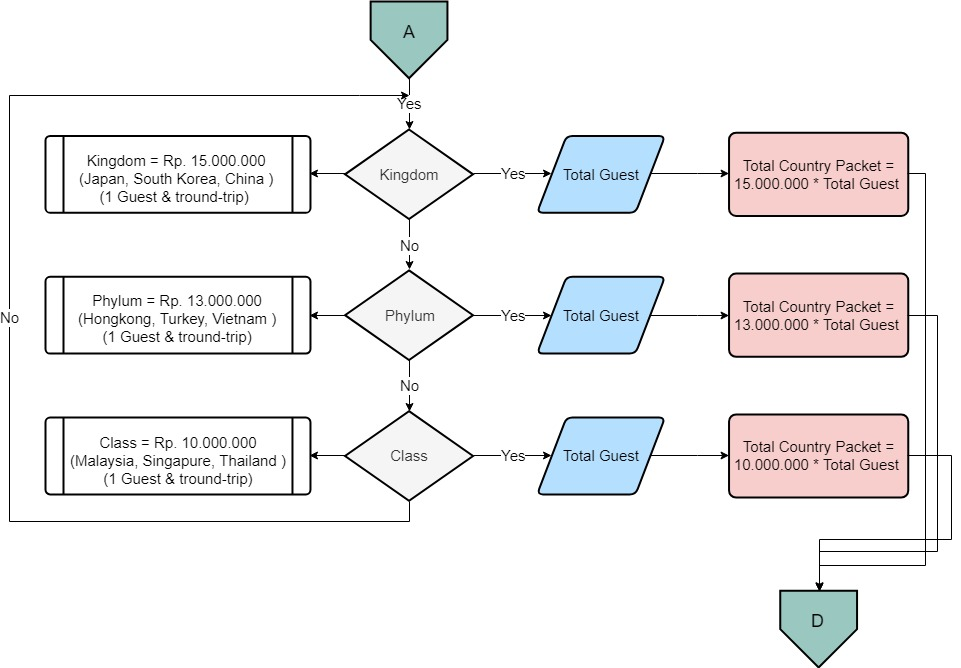 A
Yes
Kingdom = Rp. 15.000.000
(Japan, South Korea, China )
(1 Guest & tround-trip)
Kingdom
Yes
Total Guest
Total Country Packet =
15.000.000 * Total Guest
No
Phylum = Rp. 13.000.000
(Hongkong, Turkey, Vietnam )
(1 Guest & tround-trip)
Phylum
Yes
Total Guest
Total Country Packet =
13.000.000 * Total Guest
No
No
Class = Rp. 10.000.000
(Malaysia, Singapure, Thailand )
(1 Guest & tround-trip)
Class
Yes
Total Guest
Total Country Packet =
10.000.000 * Total Guest
D